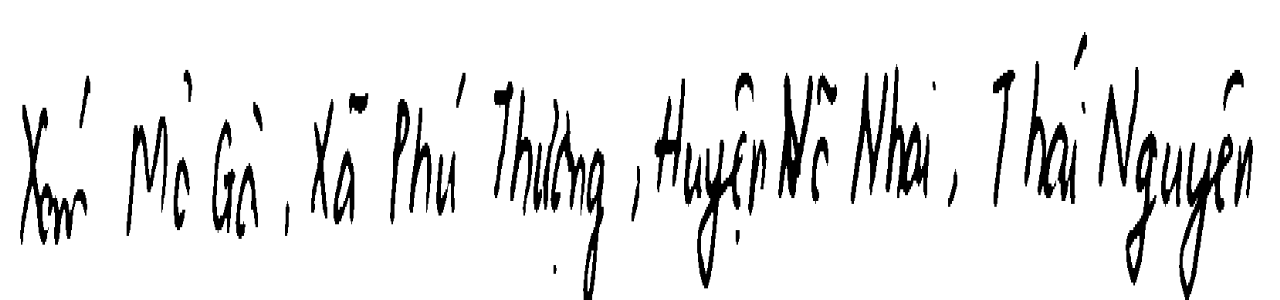 Xóm Mỏ Gà, Xã Phú Thượng, Huyện Võ Nhai, Thái Nguyên